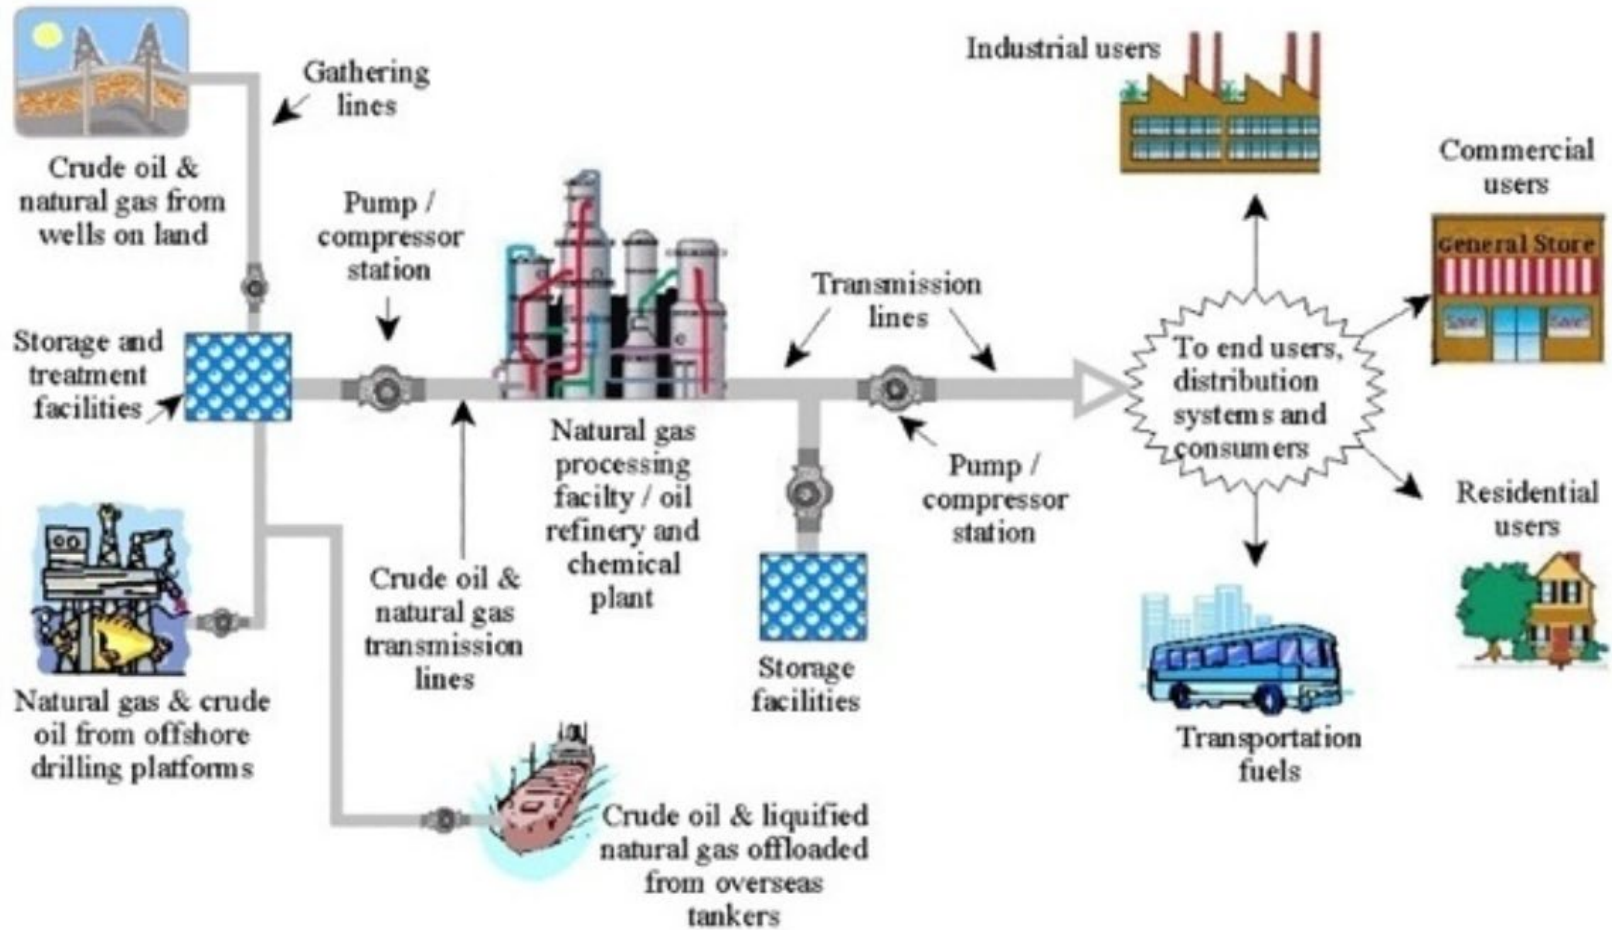 Gathering
lines
Crude oil &
natural gas from
wells on land
Pump /
compressor
station
Storage and
treatment
facilities
Natural gas & crude
oil from offshore
drilling platforms
Crude oil &
natural gas
transmission
lines
Natural gas
processing
facilty / oil
refinery and
chemical
plant
Crude oil & liquified
natural gas offloaded
from overseas
tankers
Transmission
lines
Pump /
compressor
station
Storage
facilities
To end users,
distribution
systems and
consumers
Industrial users
Commercial
users
General Store
Sale
Sale
Residential
users
Transportation
fuels